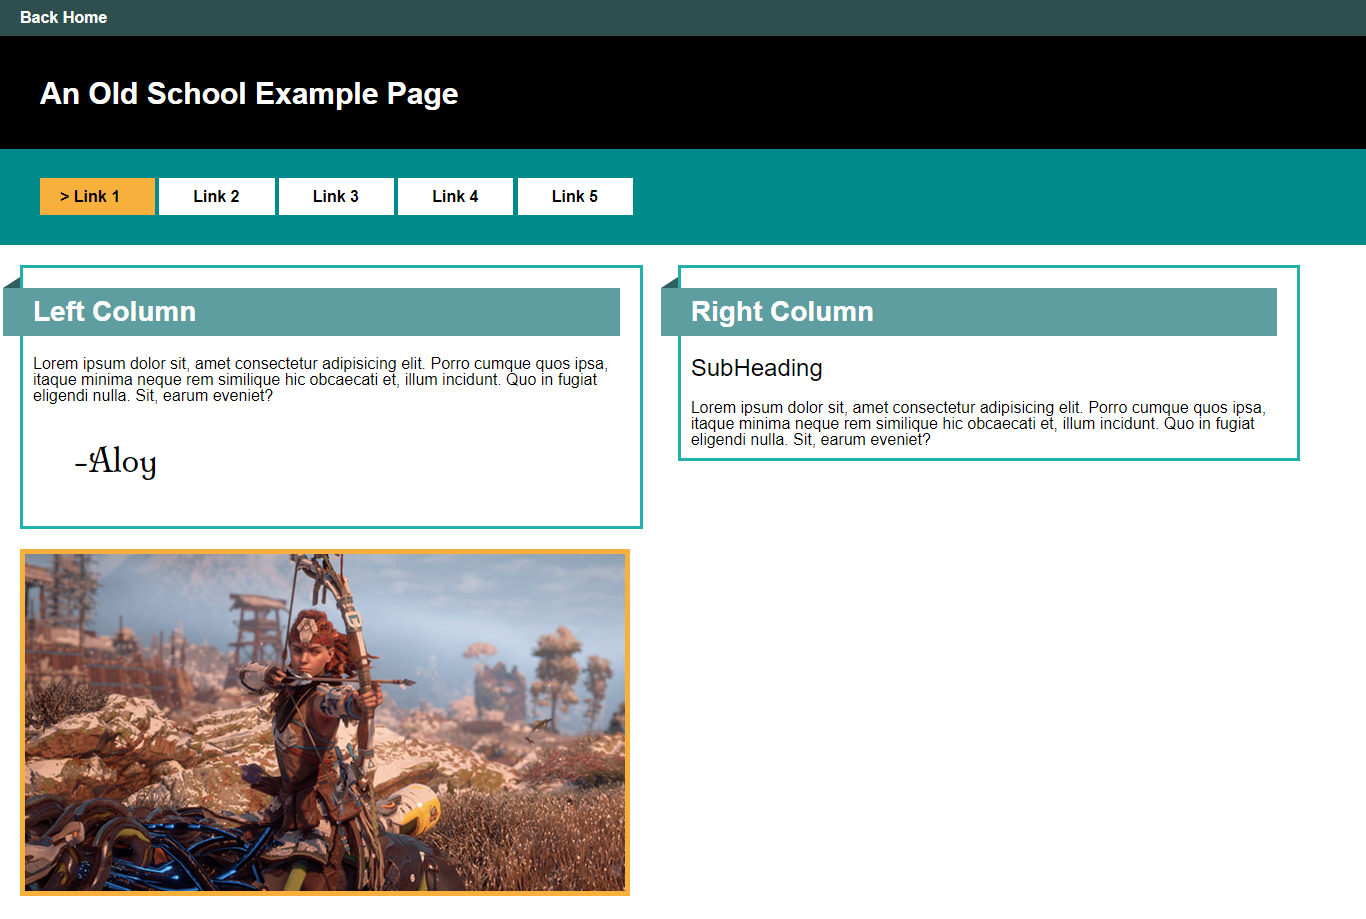 Back Home
An Old School Example Page
> Link 1
Link 2
Link 3
Link 4
Link 5
Left Column
Lorem ipsum dolor sit, amet consectetur adipisicing elit. Porro cumque quos ipsa,
itaque minima neque rem similique hic obcaecati et, illum incidunt. Quo in fugiat
eligendi nulla. Sit, earum eveniet?
-Aloy
Right Column
SubHeading
Lorem ipsum dolor sit, amet consectetur adipisicing elit. Porro cumque quos ipsa,
itaque minima neque rem similique hic obcaecati et, illum incidunt. Quo in fugiat
eligendi nulla. Sit, earum eveniet?